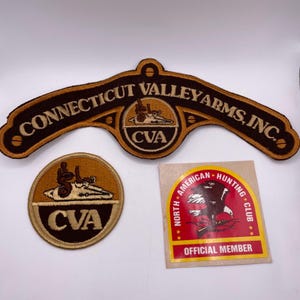 CONNECTICUT VALLEY ARMS, INC.
CVA
CVA
NORTH • AMERICAN • HUNTING • CLUB
OFFICIAL MEMBER